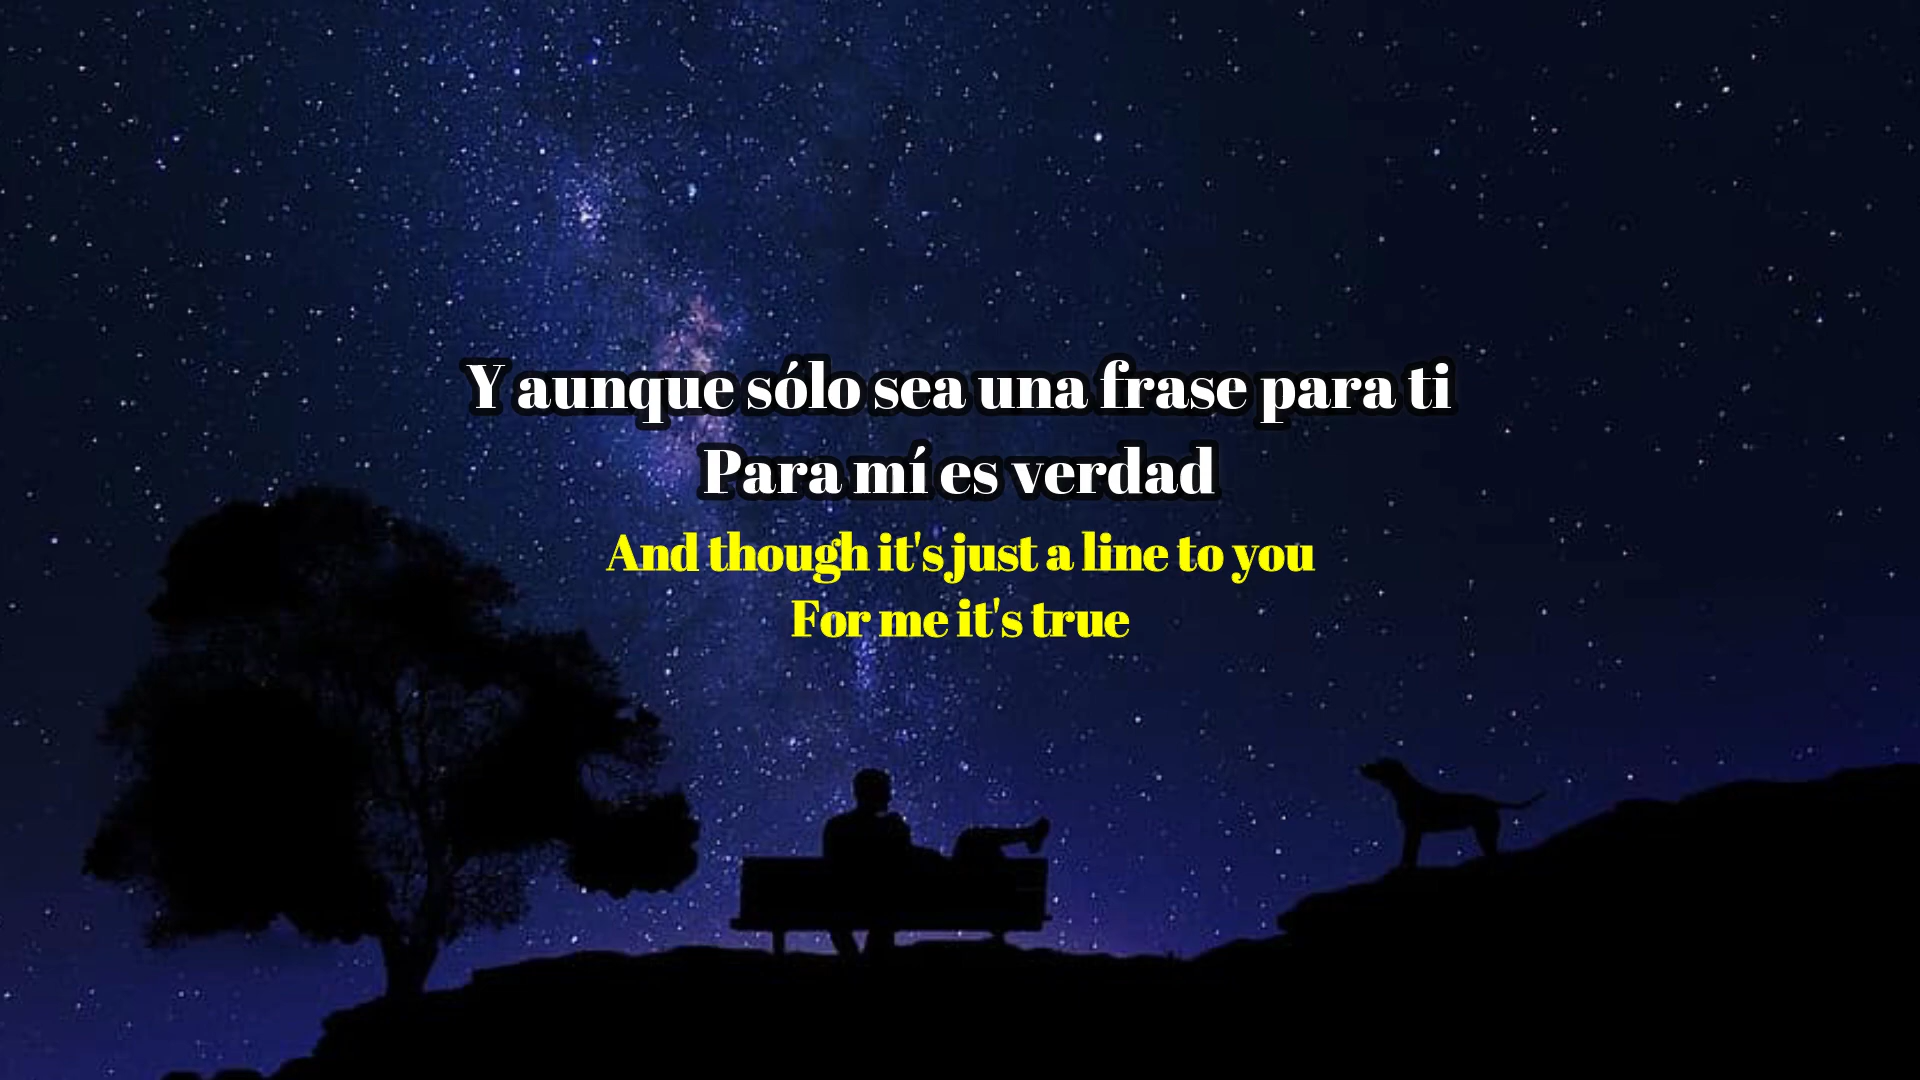 Y aunque sólo sea una frase para ti
Para mí es verdad
And though it's just a line to you
For me it's true